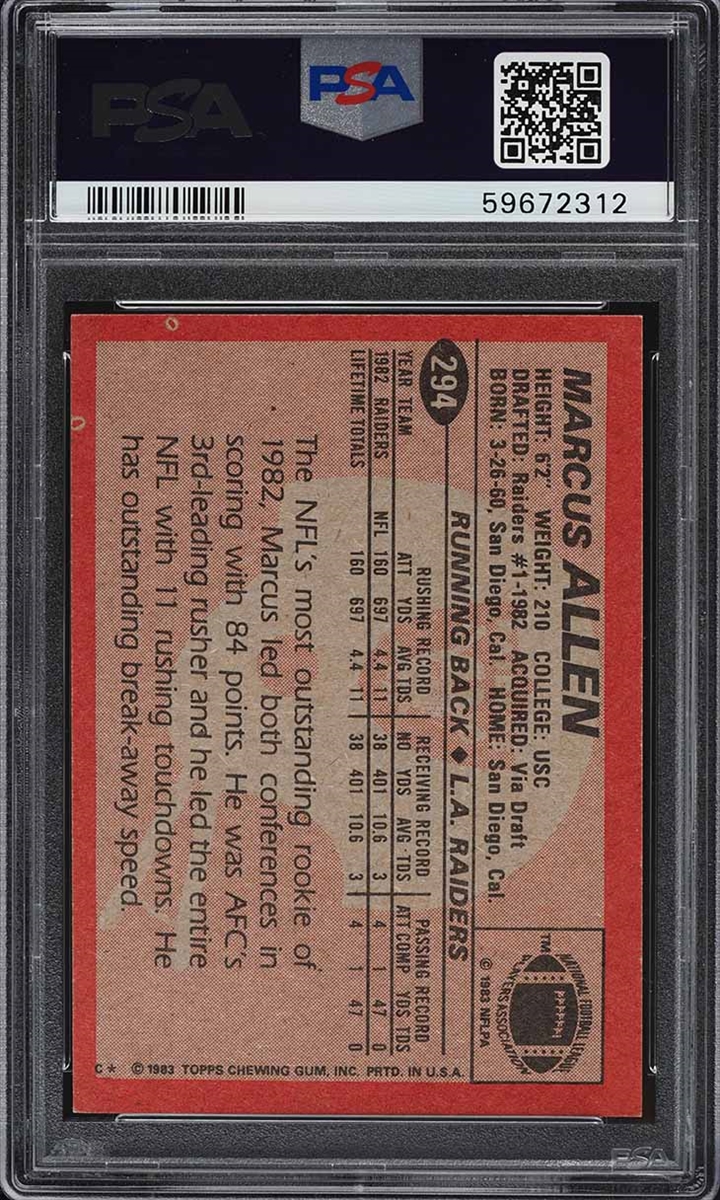 PSA
PSA
59672312
MARCUS ALLEN
HEIGHT: 6'2" WEIGHT: 210 COLLEGE: USC
DRAFTED: Raiders #1-1982 ACQUIRED: Via Draft
BORN: 3-26-60, San Diego, Cal. HOME: San Diego, Cal.
NATIONAL FOOTBALL LEAGUE
PLAYERS ASSOCIATION
TM
© 1983 NFLPA
294
RUNNING BACK ♦ L.A. RAIDERS
RUSHING RECORD RECEIVING RECORD PASSING RECORD
YEAR TEAM ATT YDS AVG TDS NO YDS AVG TDS ATT COMP YDS TDS
1982 RAIDERS NFL 160 697 4.4 11 38 401 10.6 3 4 1 47 0
LIFETIME TOTALS 160 697 4.4 11 38 401 10.6 3 4 1 47 0
The NFL's most outstanding rookie of
1982, Marcus led both conferences in
scoring with 84 points. He was AFC's
3rd-leading rusher and he led the entire
NFL with 11 rushing touchdowns. He
has outstanding break-away speed.
C* © 1983 TOPPS CHEWING GUM, INC. PRTD. IN U.S.A.
PSA